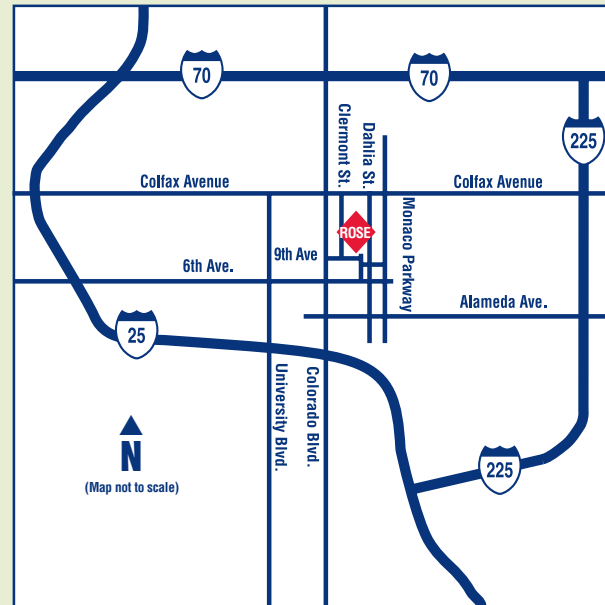 70
70
225
Clermont St.
Dahlia St.
Colfax Avenue
Colfax Avenue
Monaco Parkway
ROSE
9th Ave
6th Ave.
Alameda Ave.
25
University Blvd.
Colorado Blvd.
N
(Map not to scale)
225